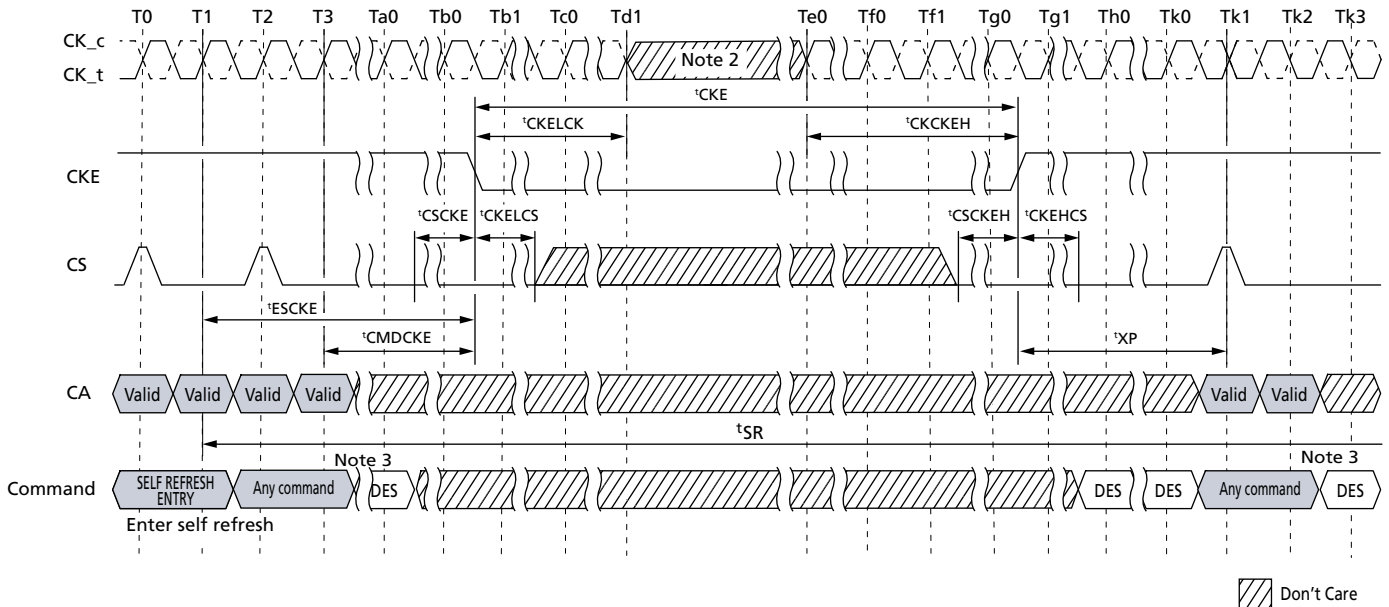 T0 T1 T2 T3 Ta0 Tb0 Tb1 Tc0 Td1 Te0 Tf0 Tf1 Tg0 Tg1 Th0 Tk0 Tk1 Tk2 Tk3
CK_c
CK_t
Note 2
tCKE
tCKELCK tCKCKEH
CKE
tCSCKE tCKELCS tCSCKEH tCKEHCS
CS
tESCKE
tCMDCKE tXP
CA Valid Valid Valid Valid Valid Valid
tSR
Note 3 Note 3
Command SELF REFRESH ENTRY Any command DES DES DES Any command DES
Enter self refresh
Don't Care